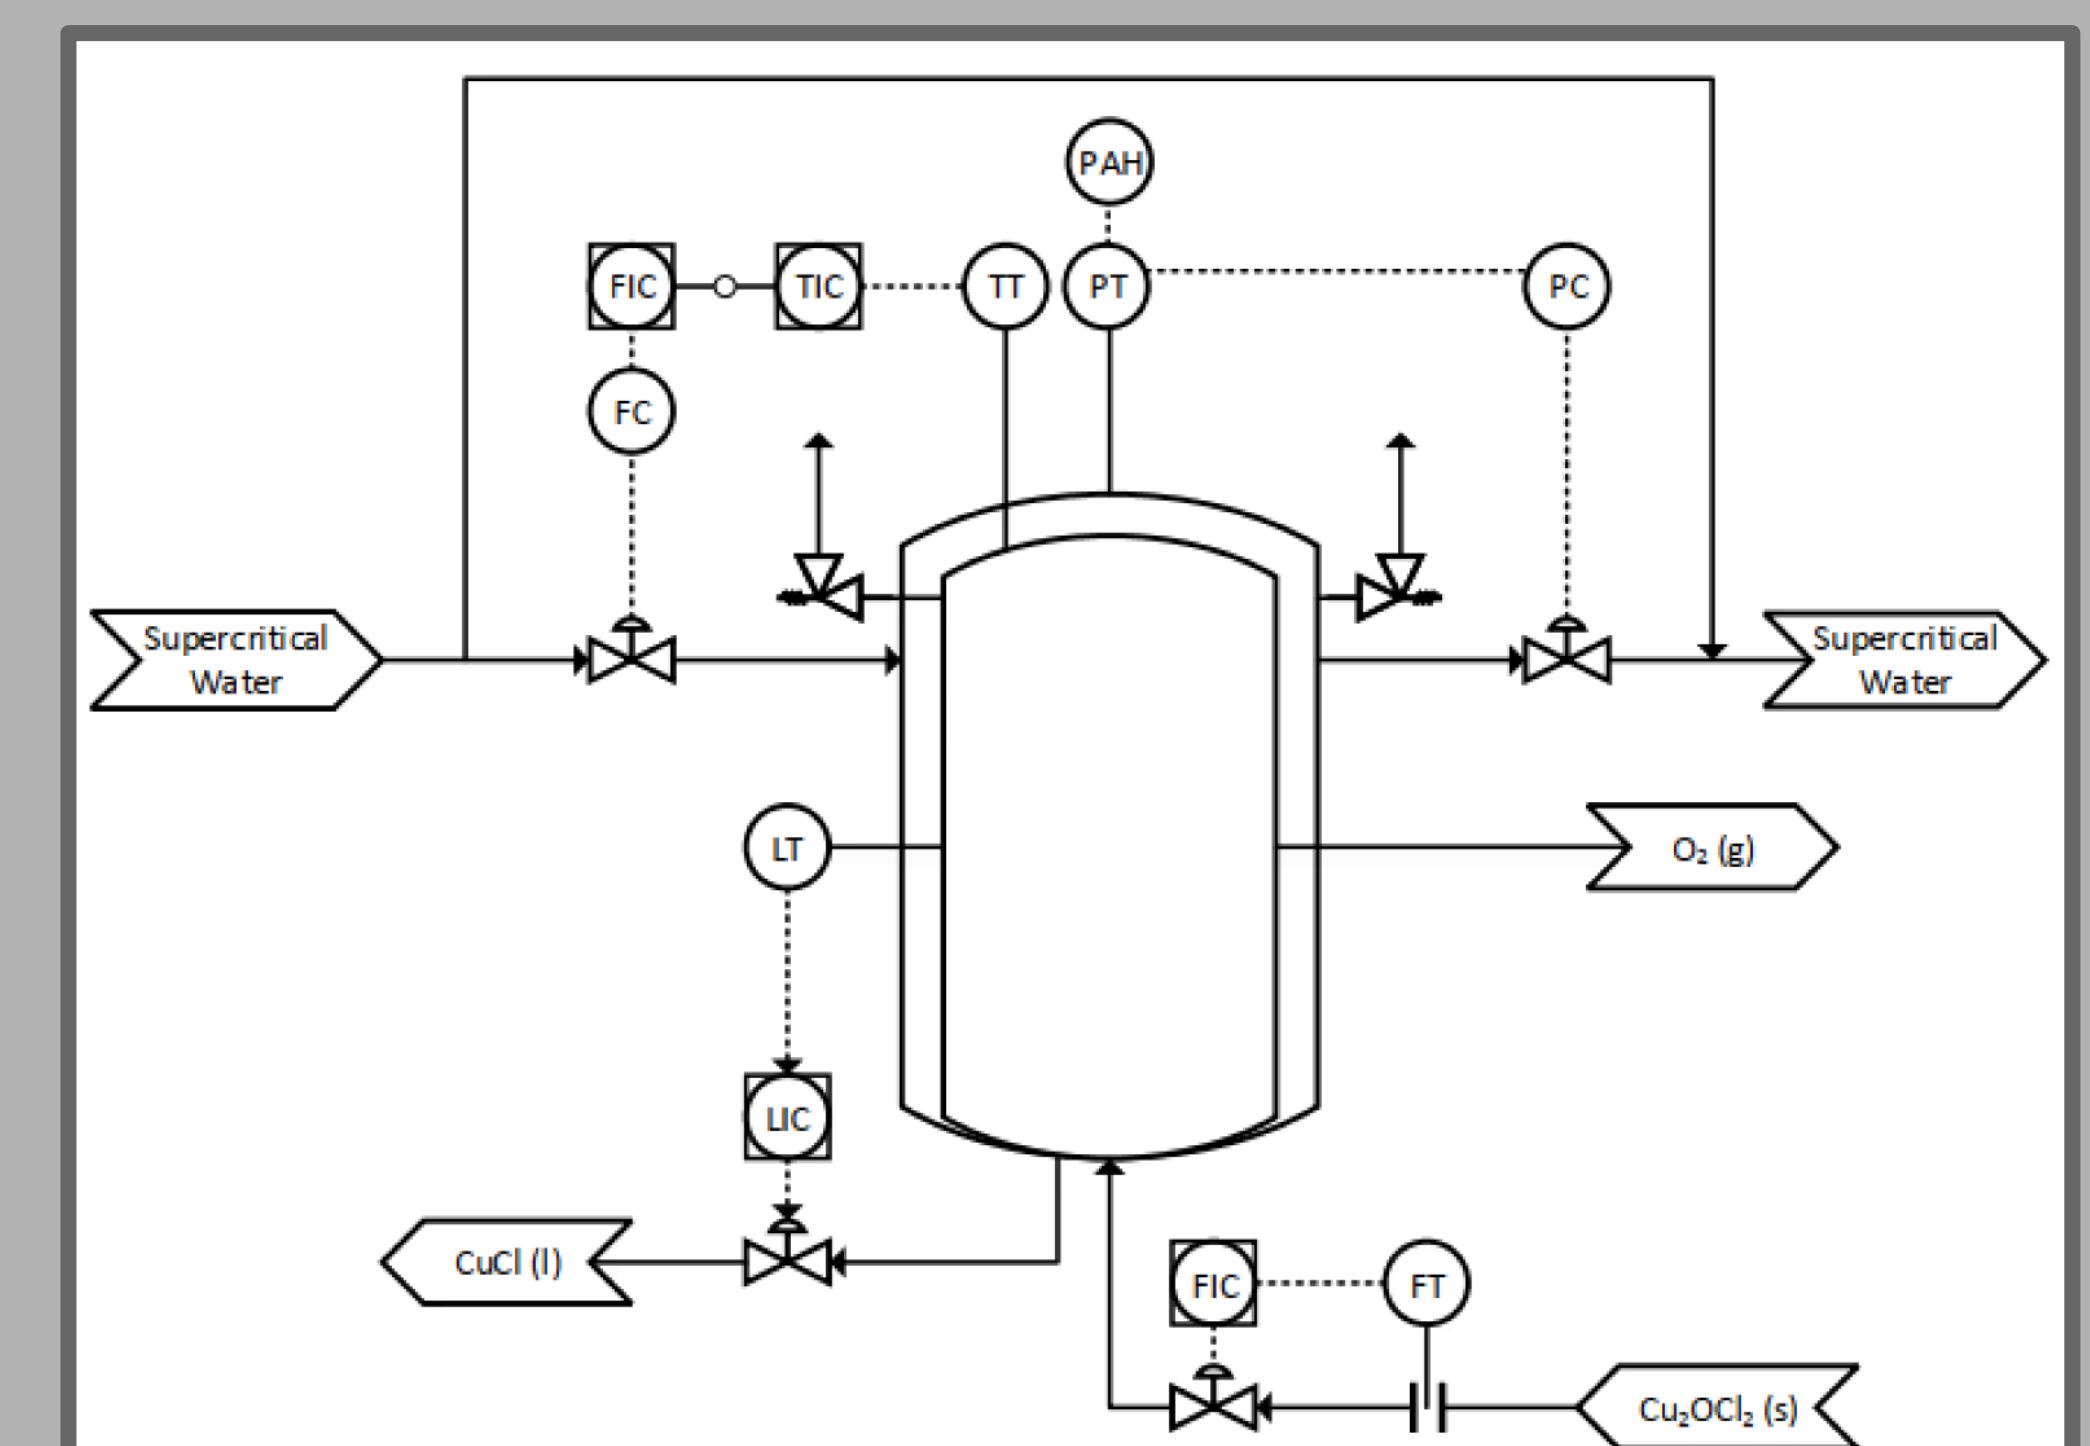 PAH
FIC
TIC
TT
PT
PC
FC
Supercritical
Water
Supercritical
Water
LT
O₂ (g)
LIC
CuCl (l)
FIC
FT
Cu₂OCl₂ (s)